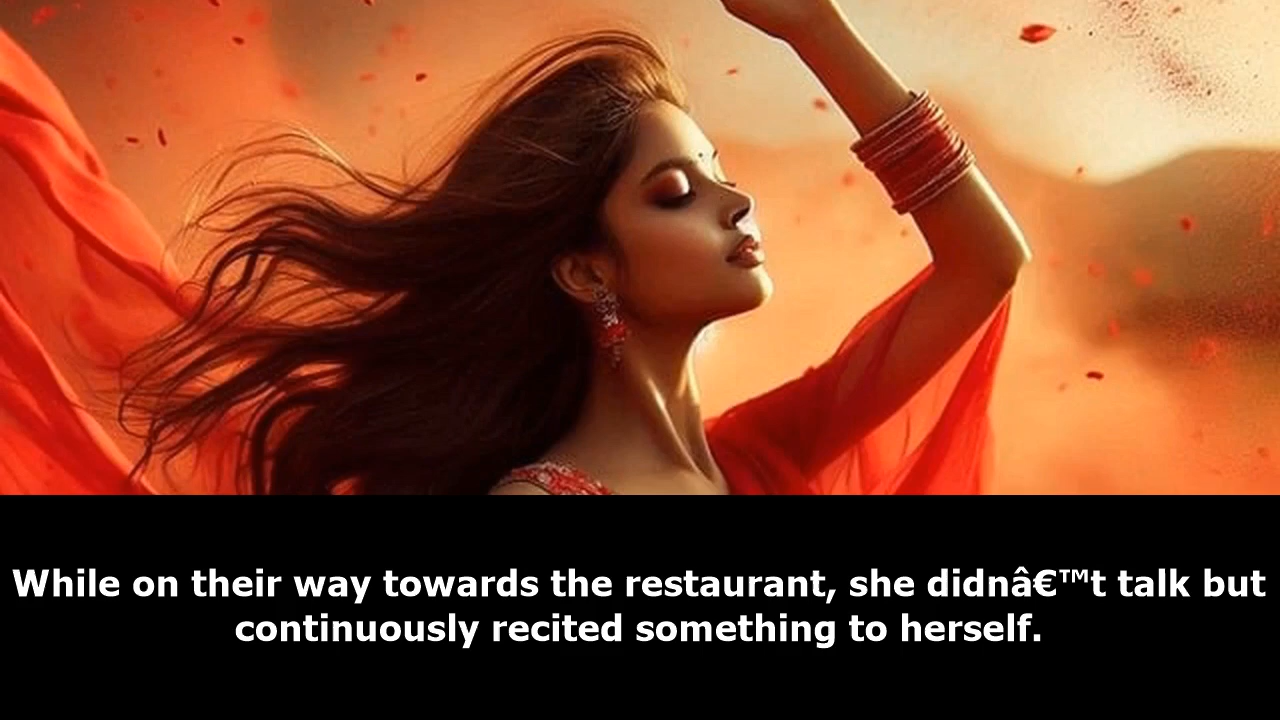 While on their way towards the restaurant, she didnâ€™t talk but
continuously recited something to herself.